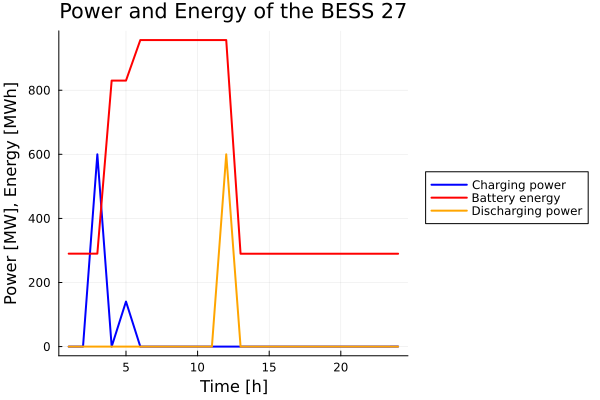 Power and Energy of the BESS 27
Power [MW], Energy [MWh]
800
600
400
200
0
5
10
15
20
Time [h]
Charging power
Battery energy
Discharging power